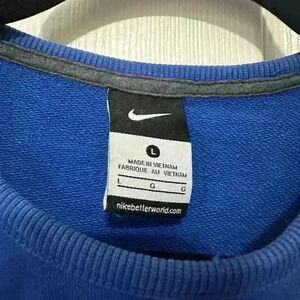 L
MADE IN VIETNAM
FABRIQUE AU VIETNAM
L G G
nikebetterworld.com